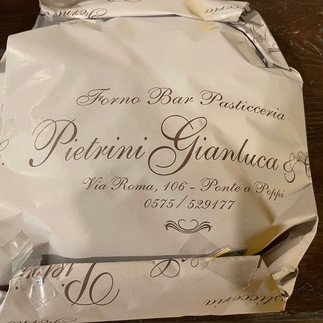 Forno Bar Pasticceria
Pietrini Gianluca &
Via Roma, 106 - Ponte a Poppi
0575/529177